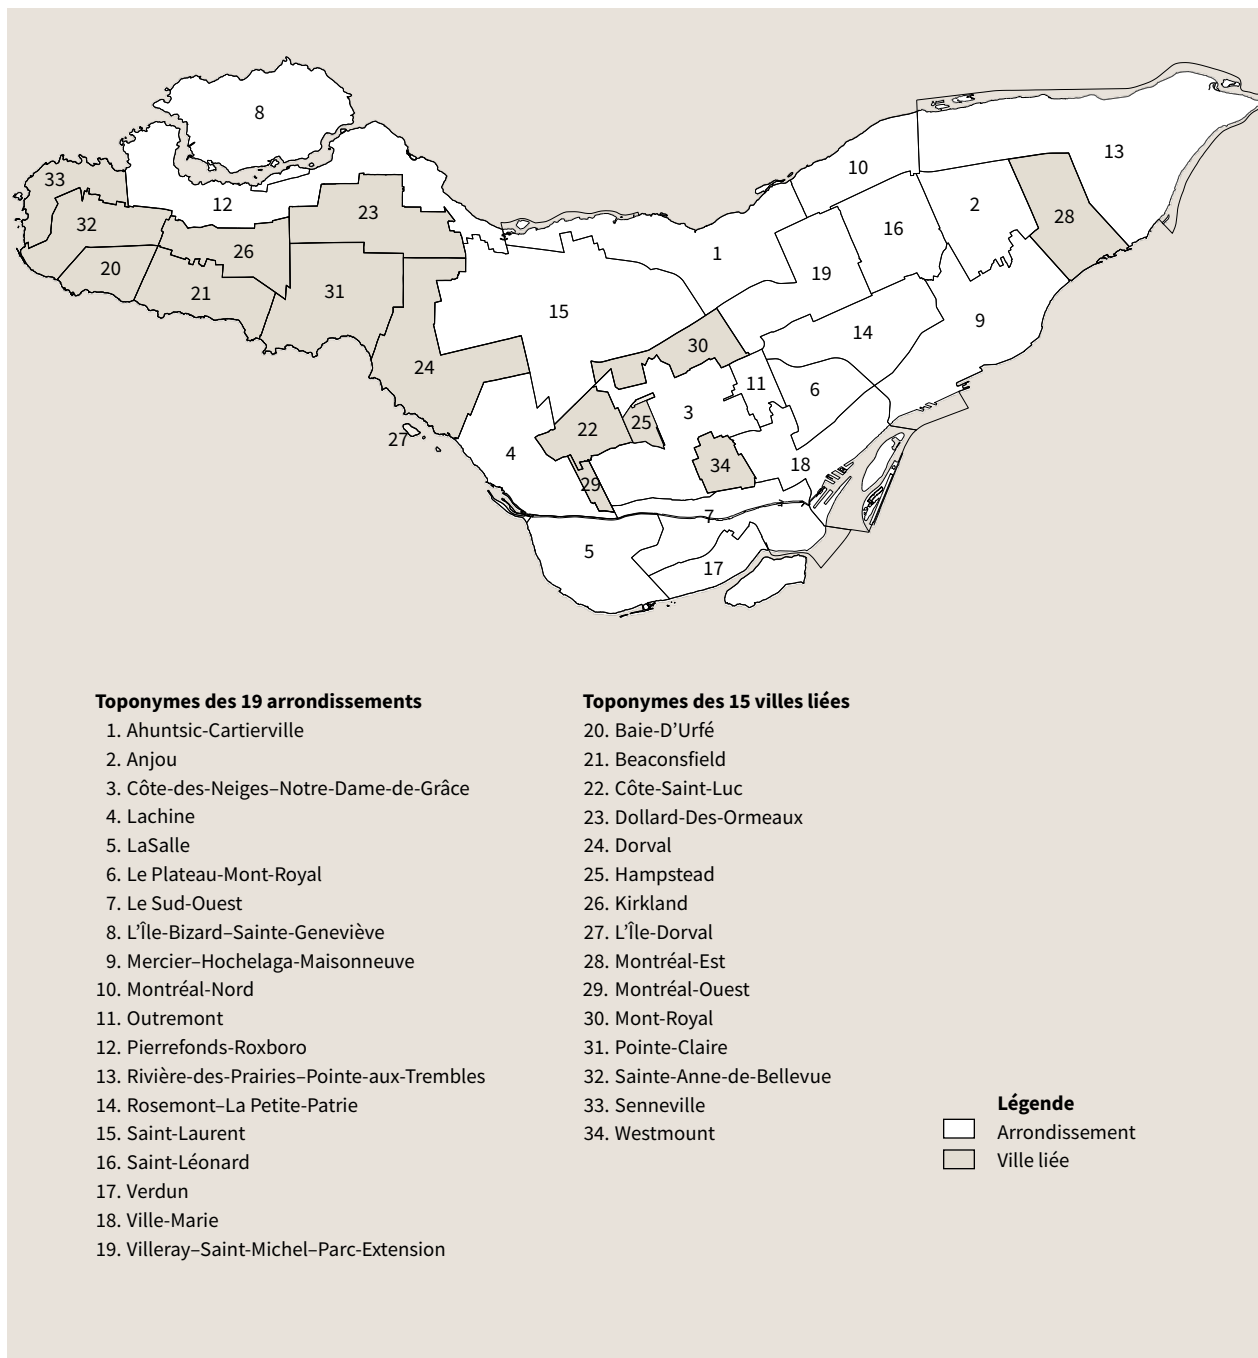 8
33
13
10
12
23
2
32
16
28
26
1
20
19
21
31
15
9
14
30
24
11
6
3
25
22
27
4
34
18
29
7
5
17
Toponymes des 19 arrondissements
1. Ahuntsic-Cartierville
2. Anjou
3. Côte-des-Neiges–Notre-Dame-de-Grâce
4. Lachine
5. LaSalle
6. Le Plateau-Mont-Royal
7. Le Sud-Ouest
8. L’Île-Bizard–Sainte-Geneviève
9. Mercier–Hochelaga-Maisonneuve
10. Montréal-Nord
11. Outremont
12. Pierrefonds-Roxboro
13. Rivière-des-Prairies–Pointe-aux-Trembles
14. Rosemont–La Petite-Patrie
15. Saint-Laurent
16. Saint-Léonard
17. Verdun
18. Ville-Marie
19. Villeray–Saint-Michel–Parc-Extension
Toponymes des 15 villes liées
20. Baie-D’Urfé
21. Beaconsfield
22. Côte-Saint-Luc
23. Dollard-Des-Ormeaux
24. Dorval
25. Hampstead
26. Kirkland
27. L’Île-Dorval
28. Montréal-Est
29. Montréal-Ouest
30. Mont-Royal
31. Pointe-Claire
32. Sainte-Anne-de-Bellevue
33. Senneville
34. Westmount
Légende
Arrondissement
Ville liée